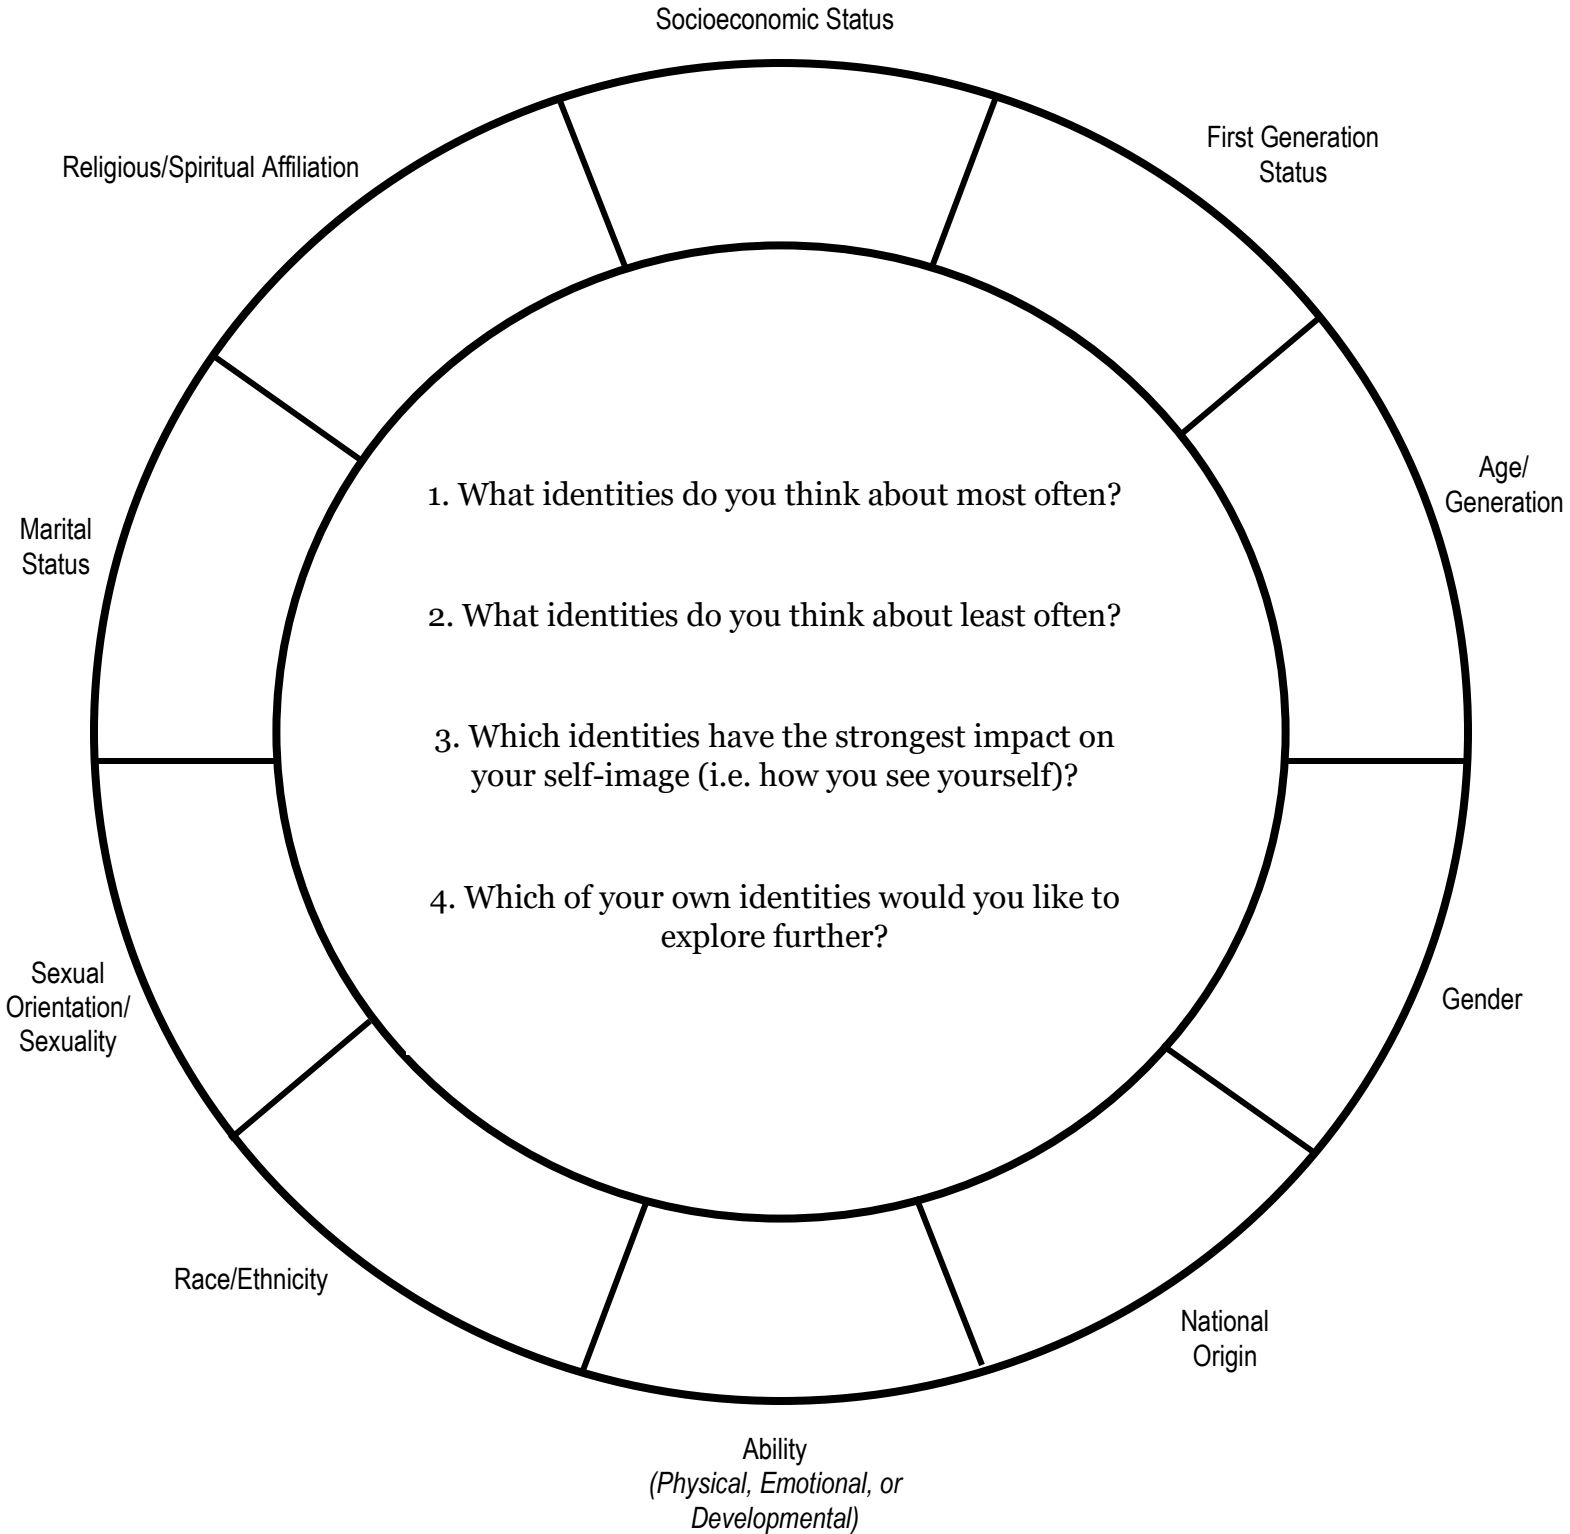 Socioeconomic Status
First Generation
Status
Religious/Spiritual Affiliation
Age/
Generation
Marital
Status
1. What identities do you think about most often?
2. What identities do you think about least often?
3. Which identities have the strongest impact on
your self-image (i.e. how you see yourself)?
4. Which of your own identities would you like to
explore further?
Sexual
Orientation/
Sexuality
Gender
Race/Ethnicity
National
Origin
Ability
(Physical, Emotional, or
Developmental)